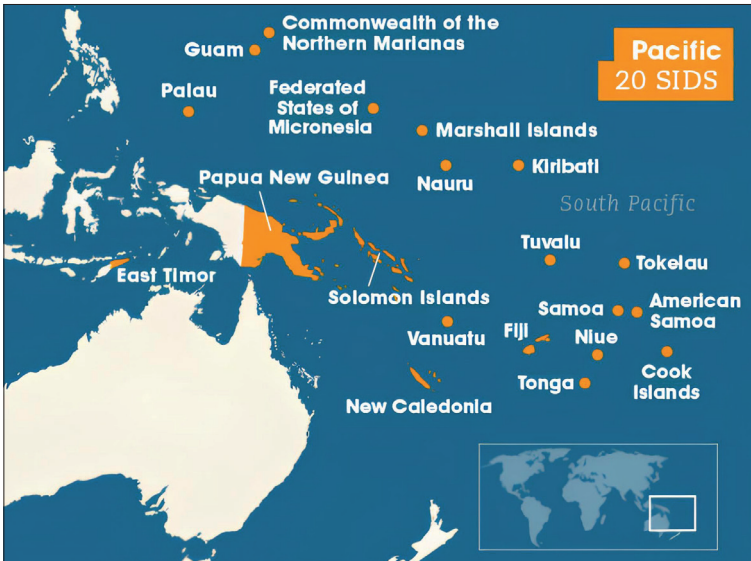 Commonwealth of the
Northern Marianas
Guam
Pacific
20 SIDS
Palau
Federated
States of
Micronesia
Marshall Islands
Nauru
Kiribati
Papua New Guinea
South Pacific
Tuvalu
Tokelau
East Timor
Solomon Islands
Samoa
American
Samoa
Vanuatu
Fiji
Niue
Cook
Islands
Tonga
New Caledonia